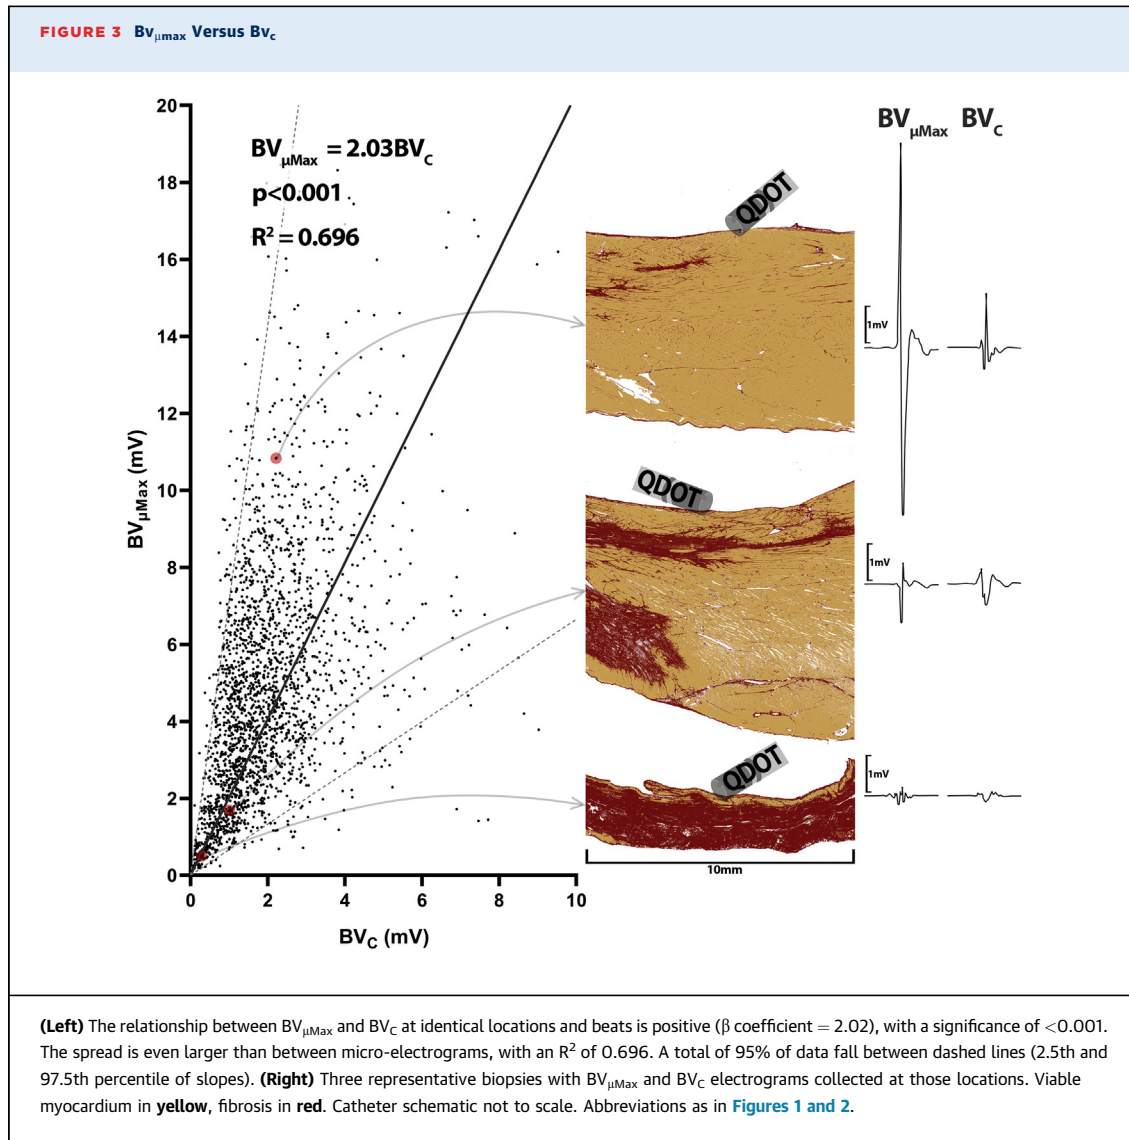 FIGURE 3 Bvμmax Versus Bvc
BVμMax BVC
BVμMax = 2.03BVC
p<0.001
R² = 0.696
20
18
16
14
12
10
8
6
4
2
0
BVμMax (mV)
0 2 4 6 8 10
BVC (mV)
QDOT
1mV
QDOT
1mV
QDOT
1mV
10mm
(Left) The relationship between BVμMax and BVC at identical locations and beats is positive (β coefficient = 2.02), with a significance of <0.001.
The spread is even larger than between micro-electrograms, with an R² of 0.696. A total of 95% of data fall between dashed lines (2.5th and
97.5th percentile of slopes). (Right) Three representative biopsies with BVμMax and BVC electrograms collected at those locations. Viable
myocardium in yellow, fibrosis in red. Catheter schematic not to scale. Abbreviations as in Figures 1 and 2.